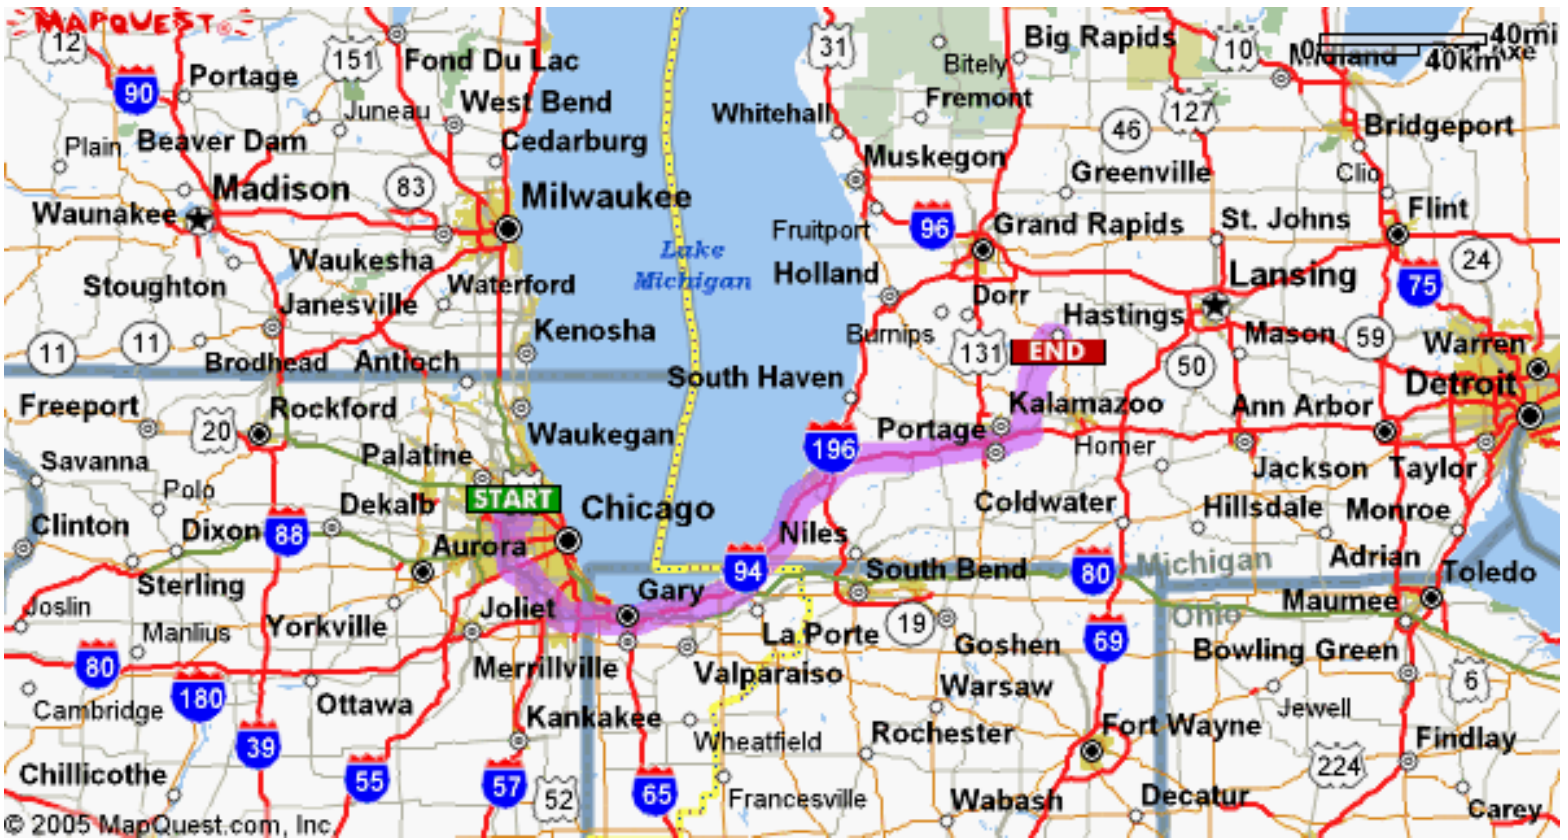 MAPQUEST
12
151
Fond Du Lac
31
Big Rapids
10
Midland
0
40mi
40km
Axe
90
Portage
Juneau
West Bend
Bitely
Fremont
127
Whitehall
46
Bridgeport
Plain
Beaver Dam
Cedarburg
Muskegon
Greenville
Clio
Madison
83
Milwaukee
Waunakee
Fruitport
96
Grand Rapids
St. Johns
Flint
Lake
Michigan
Waukesha
Holland
Lansing
24
75
Stoughton
Janesville
Waterford
Dorr
Hastings
Burnips
Mason
59
Kenosha
11
11
131
END
Warren
Brodhead
Antioch
South Haven
50
Detroit
Freeport
Rockford
Kalamazoo
Ann Arbor
20
Waukegan
196
Portage
Homer
Savanna
Palatine
Jackson
Taylor
Polo
Dekalb
START
Chicago
Coldwater
Hillsdale
Monroe
Clinton
Dixon
88
Aurora
Niles
94
South Bend
80
Michigan
Adrian
Toledo
Sterling
Gary
Maumee
Joslin
Yorkville
Joliet
La Porte
19
Ohio
Manlius
Goshen
69
Bowling Green
80
180
Merrillville
Valparaiso
Warsaw
6
Cambridge
Ottawa
Kankakee
Jewell
39
Wheatfield
Rochester
Fort Wayne
Findlay
Chillicothe
55
57
52
65
Francesville
Wabash
Decatur
224
Carey
© 2005 MapQuest.com, Inc